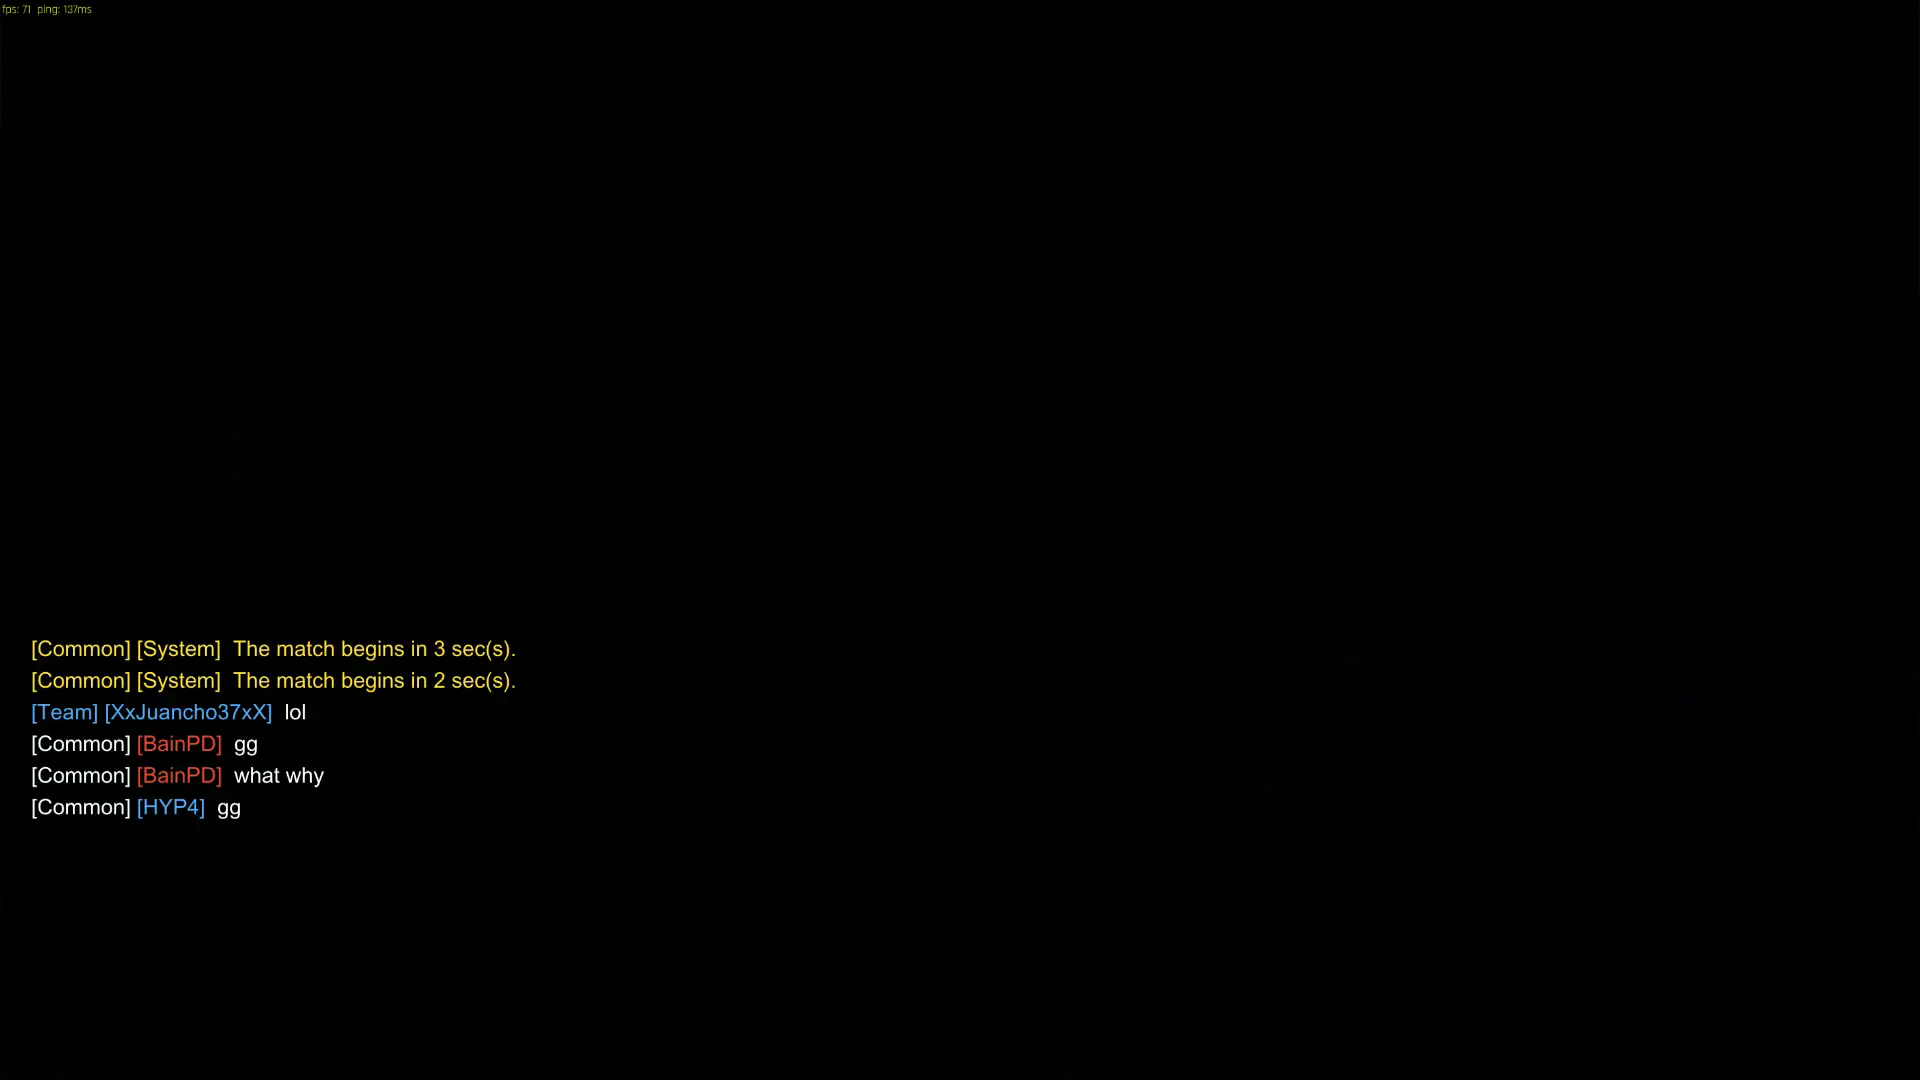 fps: 71 ping: 137ms
[Common] [System] The match begins in 3 sec(s).
[Common] [System] The match begins in 2 sec(s).
[Team] [XxJuancho37xX] lol
[Common] [BainPD] gg
[Common] [BainPD] what why
[Common] [HYP4] gg